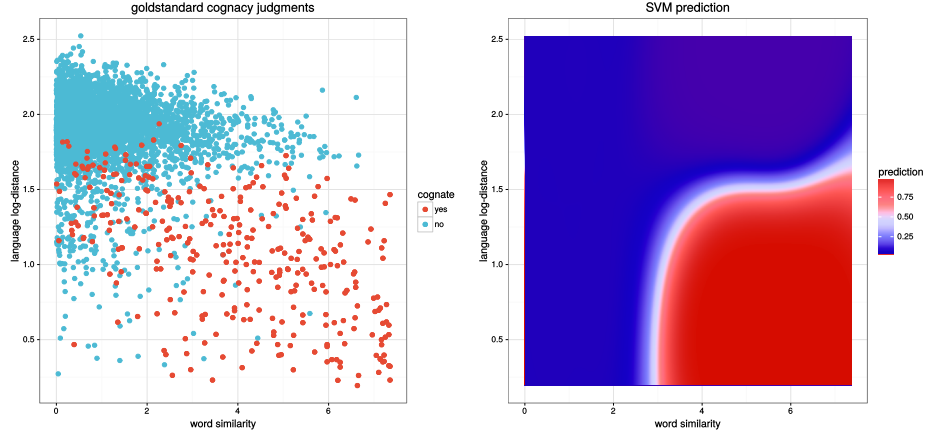 goldstandard cognacy judgments
2.5
2.0
1.5
1.0
0.5
0
2
4
6
language log-distance
word similarity
cognate
yes
no
SVM prediction
2.5
2.0
1.5
1.0
0.5
0
2
4
6
language log-distance
word similarity
prediction
0.75
0.50
0.25